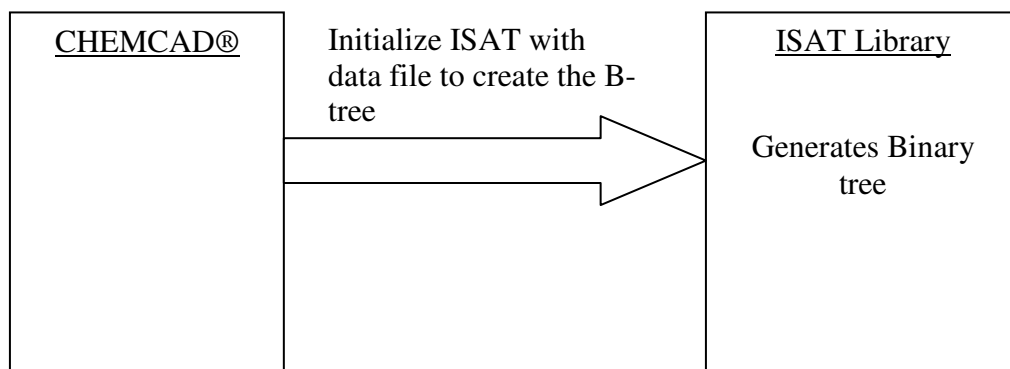 CHEMCAD®
Initialize ISAT with
data file to create the B-
tree
ISAT Library
Generates Binary
tree